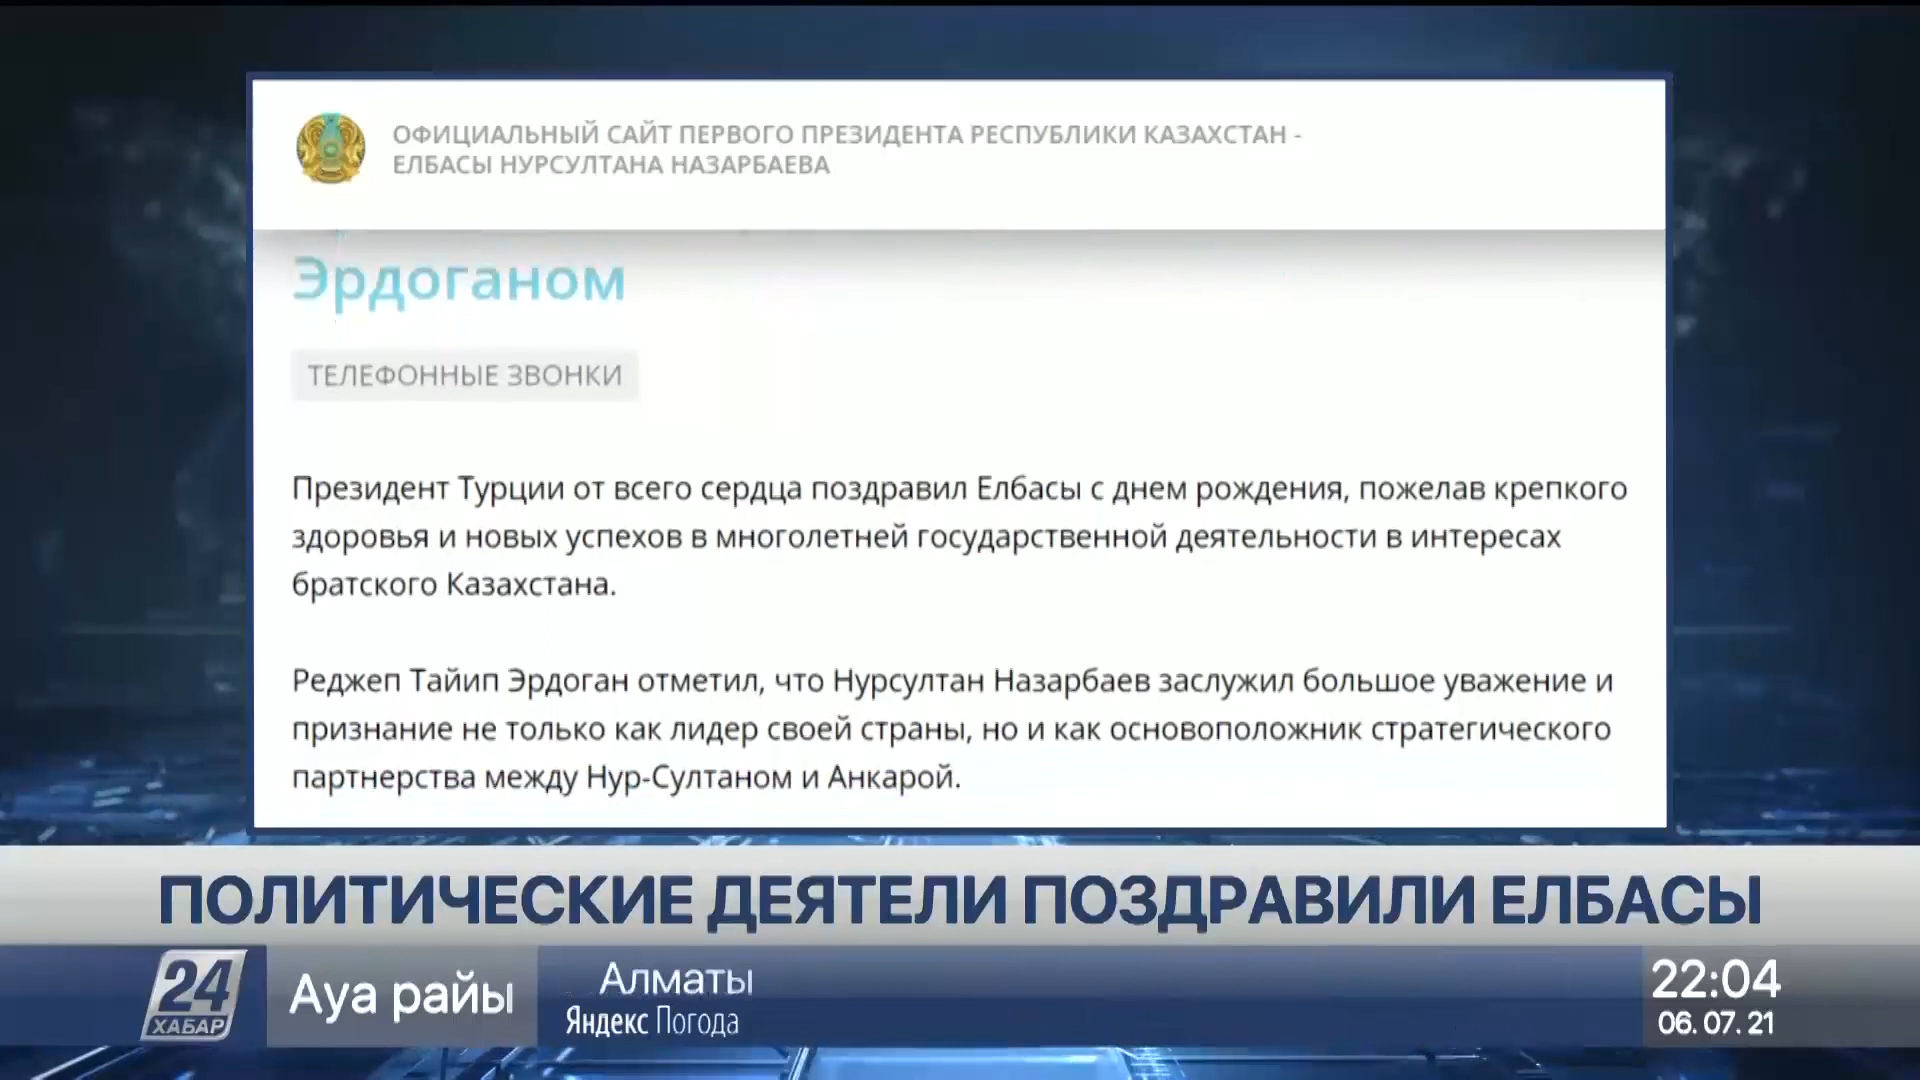 ОФИЦИАЛЬНЫЙ САЙТ ПЕРВОГО ПРЕЗИДЕНТА РЕСПУБЛИКИ КАЗАХСТАН -
ЕЛБАСЫ НУРСУЛТАНА НАЗАРБАЕВА
Эрдоганом
ТЕЛЕФОННЫЕ ЗВОНКИ
Президент Турции от всего сердца поздравил Елбасы с днем рождения, пожелав крепкого
здоровья и новых успехов в многолетней государственной деятельности в интересах
братского Казахстана.
Реджеп Тайип Эрдоган отметил, что Нурсултан Назарбаев заслужил большое уважение и
признание не только как лидер своей страны, но и как основоположник стратегического
партнерства между Нур-Султаном и Анкарой.
ПОЛИТИЧЕСКИЕ ДЕЯТЕЛИ ПОЗДРАВИЛИ ЕЛБАСЫ
24
ХАБАР
Ауа райы
Алматы
Яндекс Погода
22:04
06. 07. 21